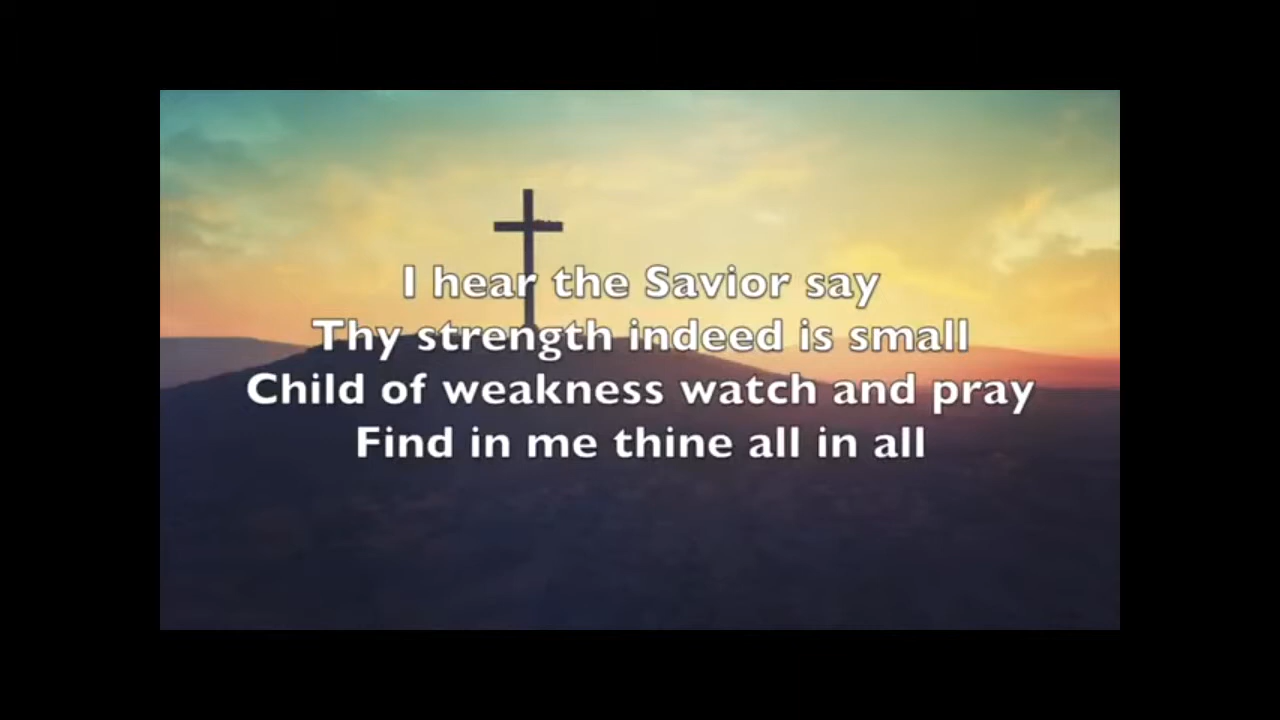 I hear the Savior say
Thy strength indeed is small
Child of weakness watch and pray
Find in me thine all in all